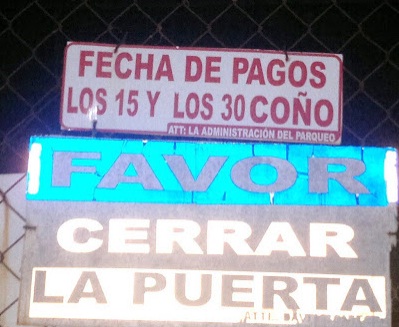 FECHA DE PAGOS
LOS 15 Y LOS 30 COÑO
ATT: LA ADMINISTRACIÓN DEL PARQUEO
FAVOR
CERRAR
LA PUERTA